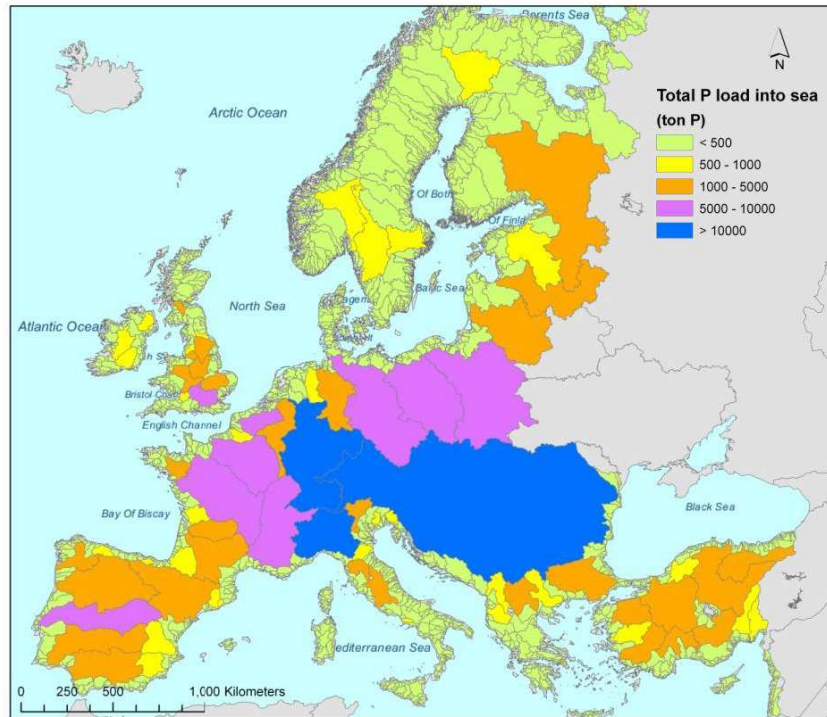 Barents Sea
N
Arctic Ocean
Total P load into sea
(ton P)
< 500
500 - 1000
1000 - 5000
5000 - 10000
> 10000
Of Both
Of Finla
North Sea
Baltic Sea
Atlantic Ocean
Bristol
English Channel
Bay Of Biscay
Black Sea
editerranean Sea
0 250 500 1,000 Kilometers